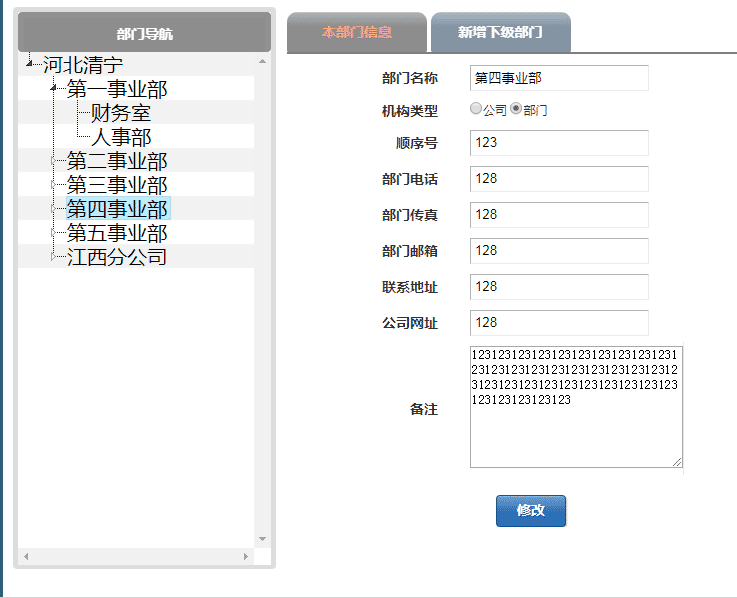 部门导航
河北清宁
第一事业部
财务室
人事部
第二事业部
第三事业部
第四事业部
第五事业部
江西分公司
本部门信息 新增下级部门
部门名称 第四事业部
机构类型 公司 部门
顺序号 123
部门电话 128
部门传真 128
部门邮箱 128
联系地址 128
公司网址 128
备注
1231231231231231231231231231231
2312312312312312312312312312312
3123123123123123123123123123123
123123123123123
修改